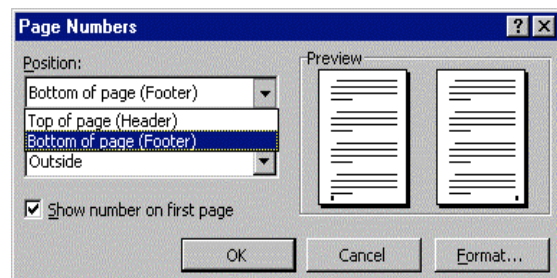 Page Numbers
Position:
Preview
Bottom of page (Footer)
Top of page (Header)
Bottom of page (Footer)
Outside
Show number on first page
OK Cancel Format...